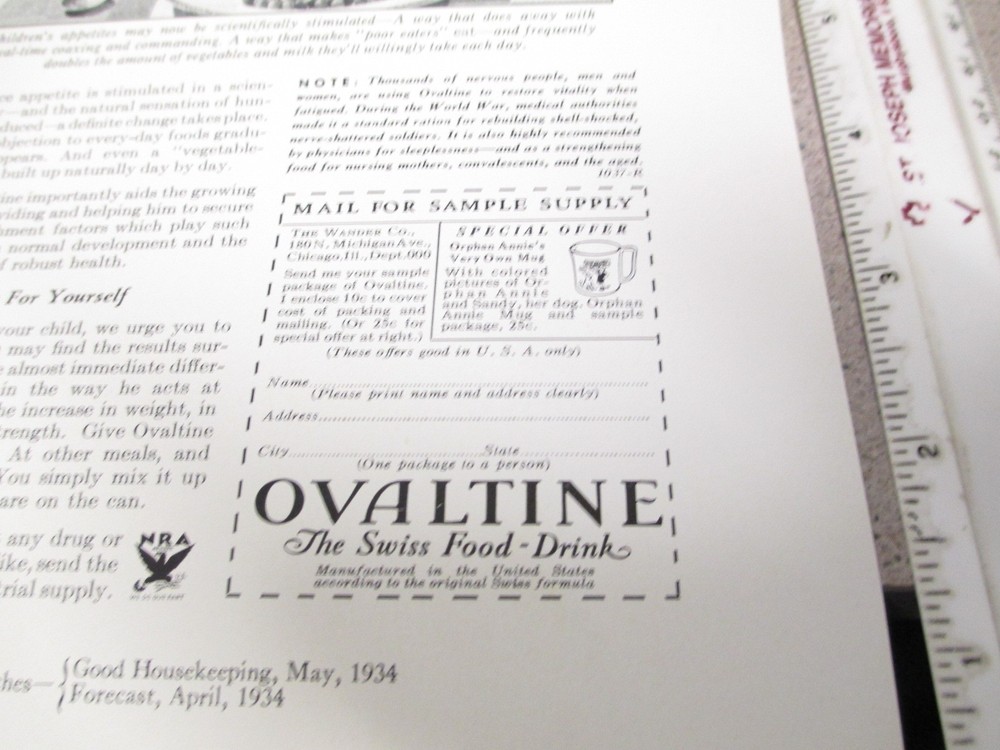 children's appetites may now be scientifically stimulated—A way that does away with
meal-time coaxing and commanding. A way that makes "poor eaters" eat—and frequently
doubles the amount of vegetables and milk they'll willingly take each day.
appetite is stimulated in a scien-
—and the natural sensation of hun-
—a definite change takes place.
to every-day foods gradu-
And even a "vegetable-
built up naturally day by day.
importantly aids the growing
and helping him to secure
factors which play such
normal development and the
robust health.
For Yourself
your child, we urge you to
may find the results sur-
almost immediate differ-
in the way he acts at
increase in weight, in
Give Ovaltine
At other meals, and
You simply mix it up
are on the can.
any drug or
send the
supply.
NRA
NOTE: Thousands of nervous people, men and
women, are using Ovaltine to restore vitality when
fatigued. During the World War, medical authorities
made it a standard ration for rebuilding shell-shocked,
nerve-shattered soldiers. It is also highly recommended
by physicians for sleeplessness—and as a strengthening
food for nursing mothers, convalescents, and the aged.
1037-R
MAIL FOR SAMPLE SUPPLY
THE WANDER CO.,
180 N. Michigan Ave.,
Chicago, Ill., Dept. 000
Send me your sample
package of Ovaltine.
I enclose 10c to cover
cost of packing and
mailing. (Or 25c for
special offer at right.)
SPECIAL OFFER
Orphan Annie's
Very Own Mug
With colored
pictures of Or-
phan Annie
and Sandy, her dog. Orphan
Annie Mug and sample
package, 25c.
(These offers good in U. S. A. only)
Name
(Please print name and address clearly)
Address
City State
(One package to a person)
OVALTINE
The Swiss Food-Drink
Manufactured in the United States
according to the original Swiss formula
Good Housekeeping, May, 1934
Forecast, April, 1934
ST JOSEPH MEMORI
5
4
3
2
1